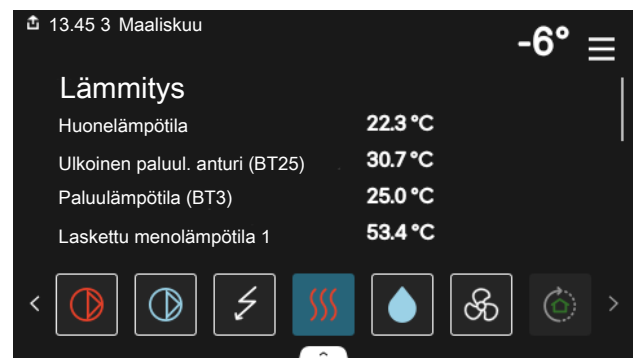 13.45 3 Maaliskuu
-6°
Lämmitys
Huonelämpötila 22.3 °C
Ulkoinen paluul. anturi (BT25) 30.7 °C
Paluulämpötila (BT3) 25.0 °C
Laskettu menolämpötila 1 53.4 °C